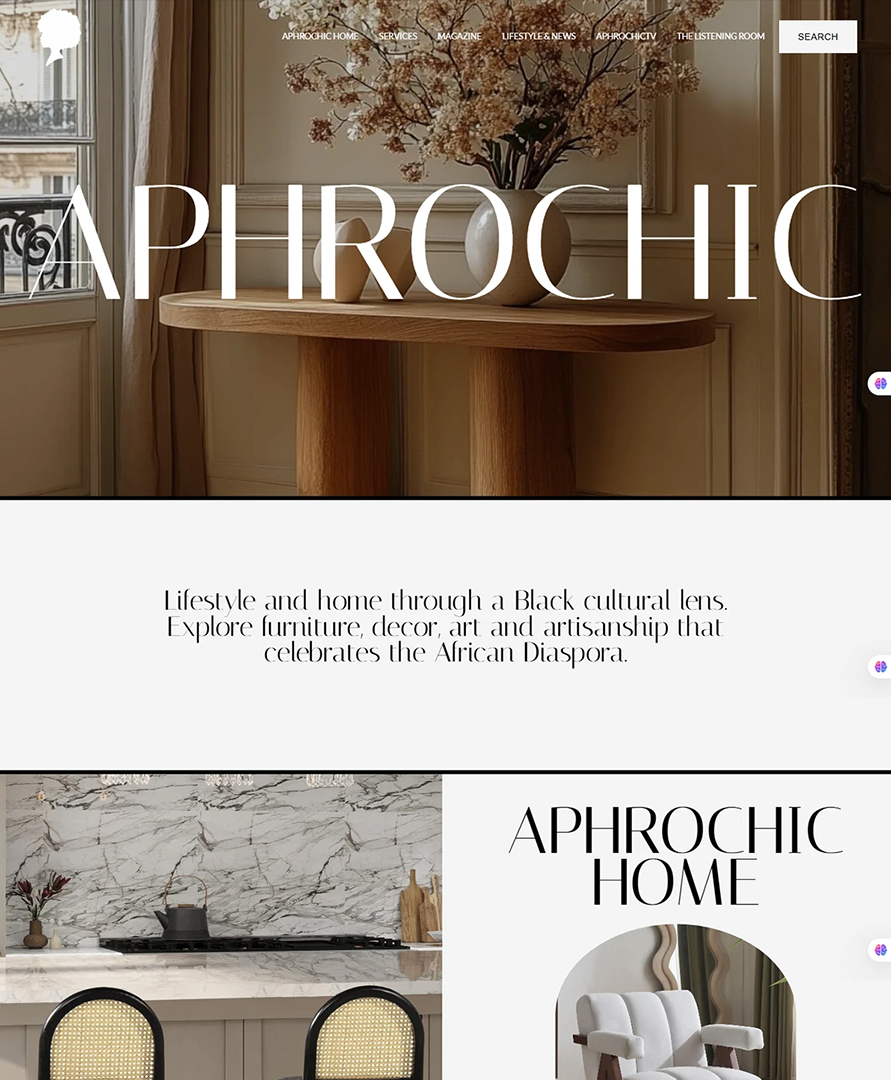 APHROCHIC HOME SERVICES MAGAZINE LIFESTYLE & NEWS APHROCHICTV THE LISTENING ROOM SEARCH
APHROCHIC
Lifestyle and home through a Black cultural lens.
Explore furniture, decor, art and artisanship that
celebrates the African Diaspora.
APHROCHIC
HOME